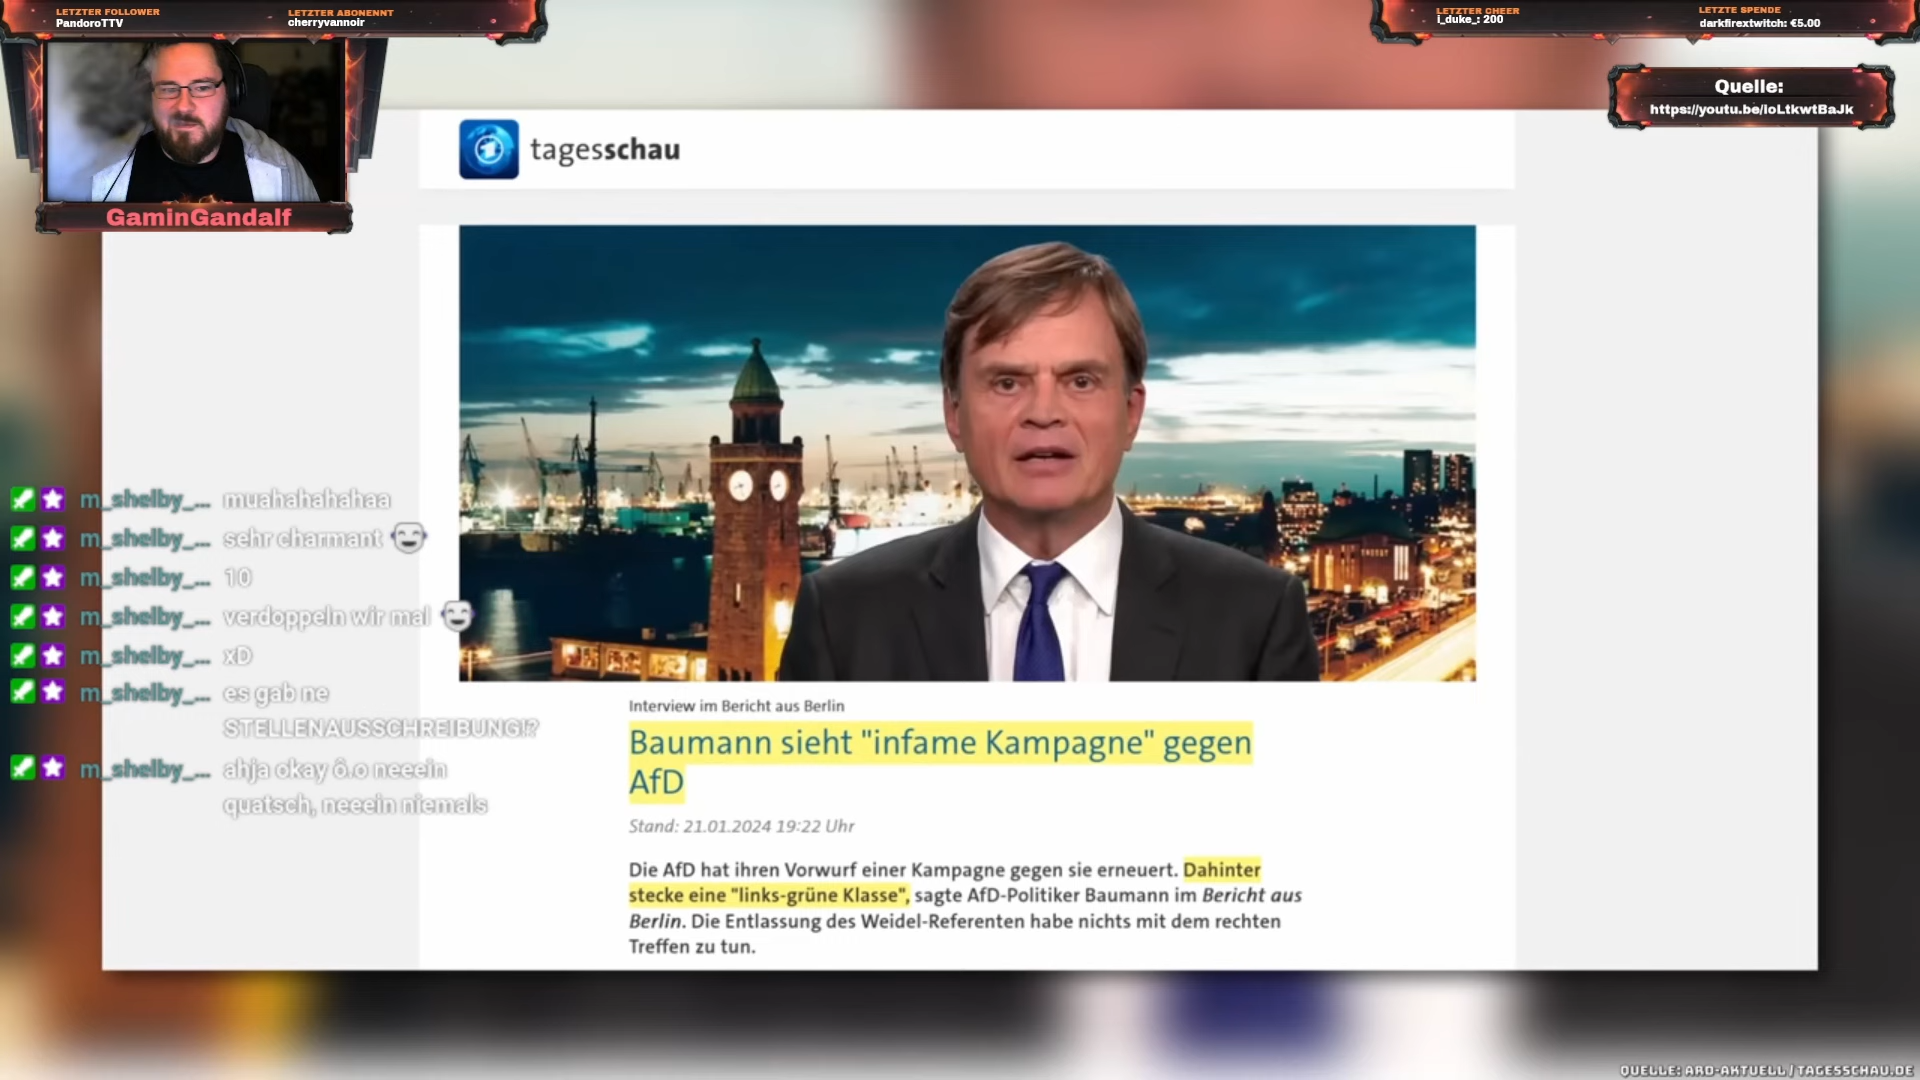 LETZTER FOLLOWER
PandoroTTV
LETZTER ABONENNT
cherryvannoir
LETZTER CHEER
i_duke_: 200
LETZTE SPENDE
darkfirextwitch: €5.00
Quelle:
https://youtu.be/IoLtkwtBaJk
GaminGandalf
tagesschau
m_shelby_... muahahahahaa
m_shelby_... sehr charmant
m_shelby_... 10
m_shelby_... verdoppeln wir mal
m_shelby_... xD
m_shelby_... es gab ne
STELLENAUSSCHREIBUNG!?
m_shelby_... ahja okay ô.o neeein
quatsch, neeein niemals
Interview im Bericht aus Berlin
Baumann sieht "infame Kampagne" gegen
AfD
Stand: 21.01.2024 19:22 Uhr
Die AfD hat ihren Vorwurf einer Kampagne gegen sie erneuert. Dahinter
stecke eine "links-grüne Klasse", sagte AfD-Politiker Baumann im Bericht aus
Berlin. Die Entlassung des Weidel-Referenten habe nichts mit dem rechten
Treffen zu tun.
QUELLE: ARD-AKTUELL / TAGESSCHAU.DE